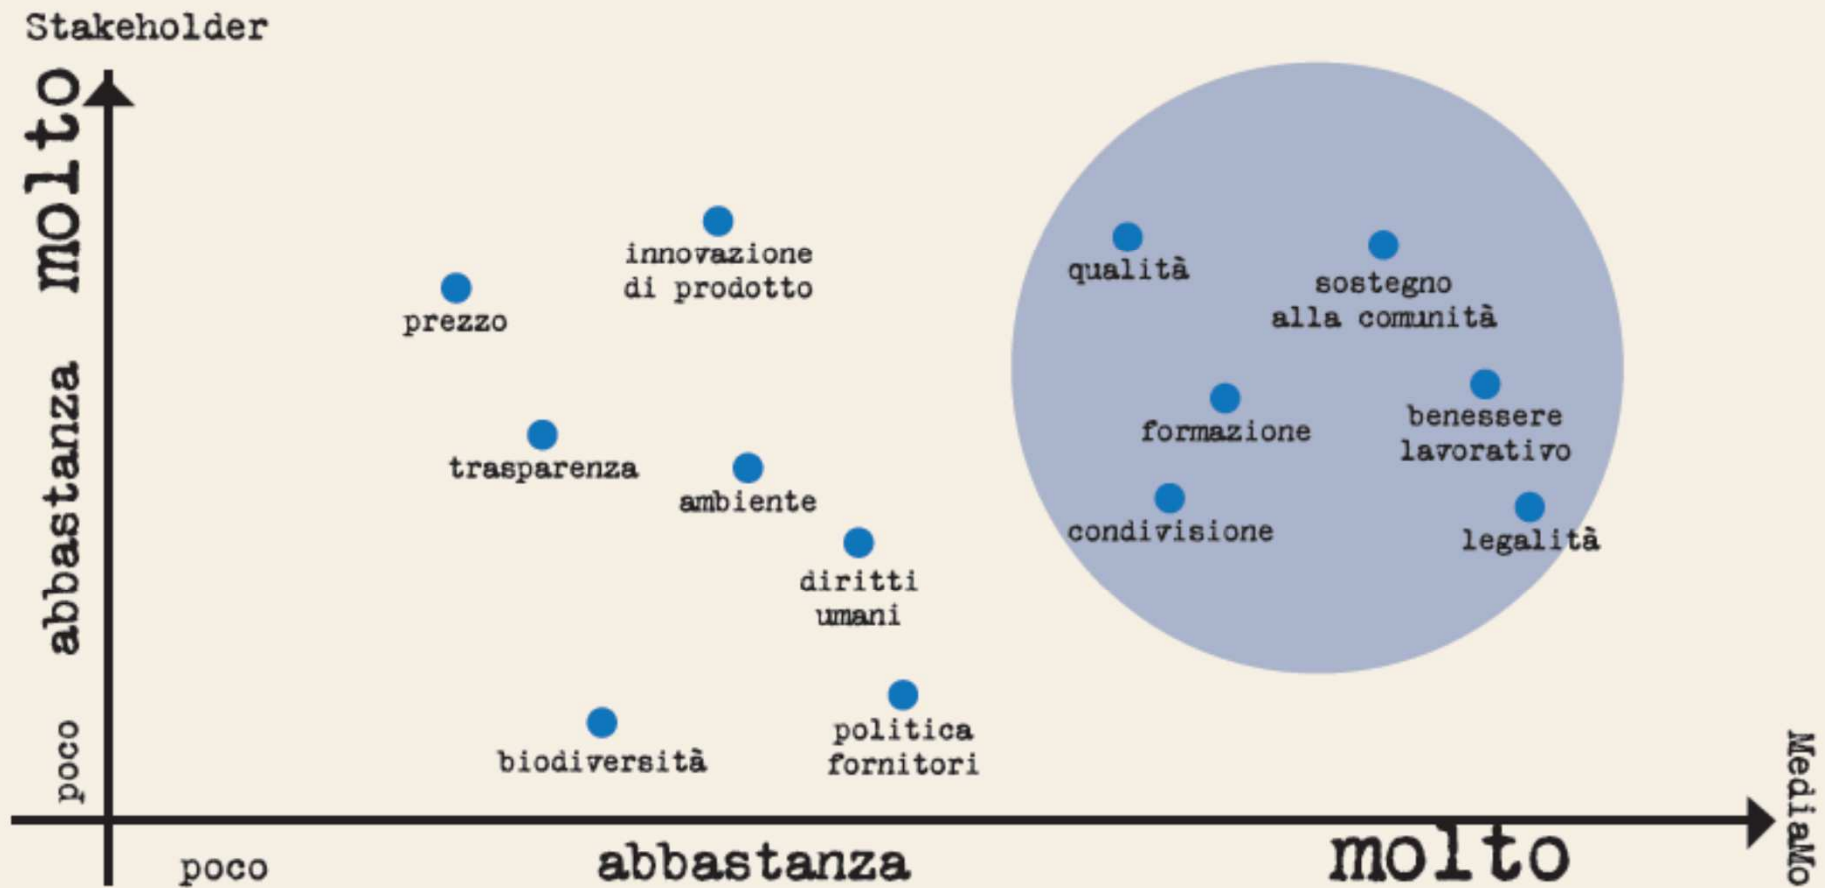 Stakeholder
molto
abbastanza
poco
innovazione
di prodotto
prezzo
trasparenza
ambiente
diritti
umani
biodiversità
politica
fornitori
qualità
sostegno
alla comunità
formazione
benessere
lavorativo
condivisione
legalità
poco
abbastanza
molto
MediaMo